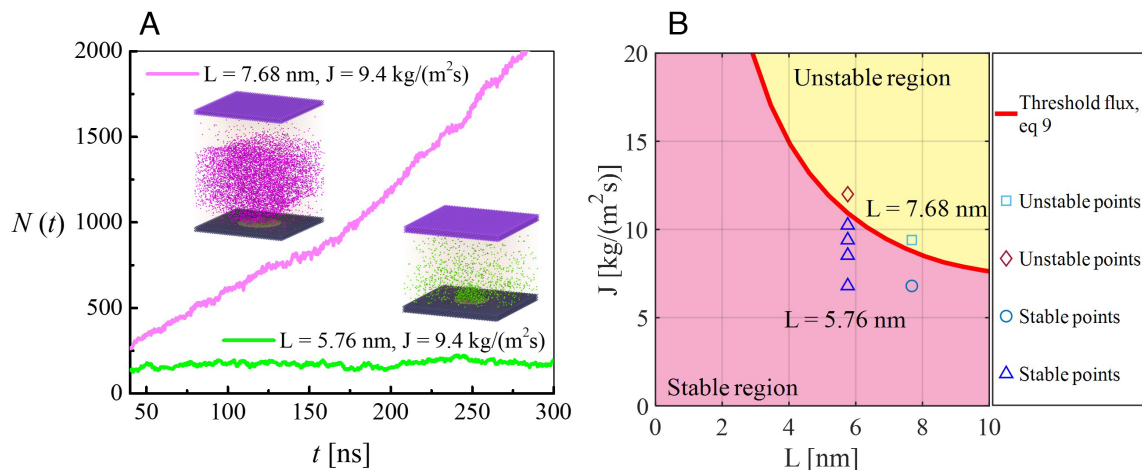 A
2000
1500
1000
500
0
50
100
150
200
250
300
N (t)
t [ns]
L = 7.68 nm, J = 9.4 kg/(m²s)
L = 5.76 nm, J = 9.4 kg/(m²s)
B
20
15
10
5
0
0
2
4
6
8
10
J [kg/(m²s)]
L [nm]
Unstable region
L = 7.68 nm
L = 5.76 nm
Stable region
Threshold flux,
eq 9
Unstable points
Unstable points
Stable points
Stable points